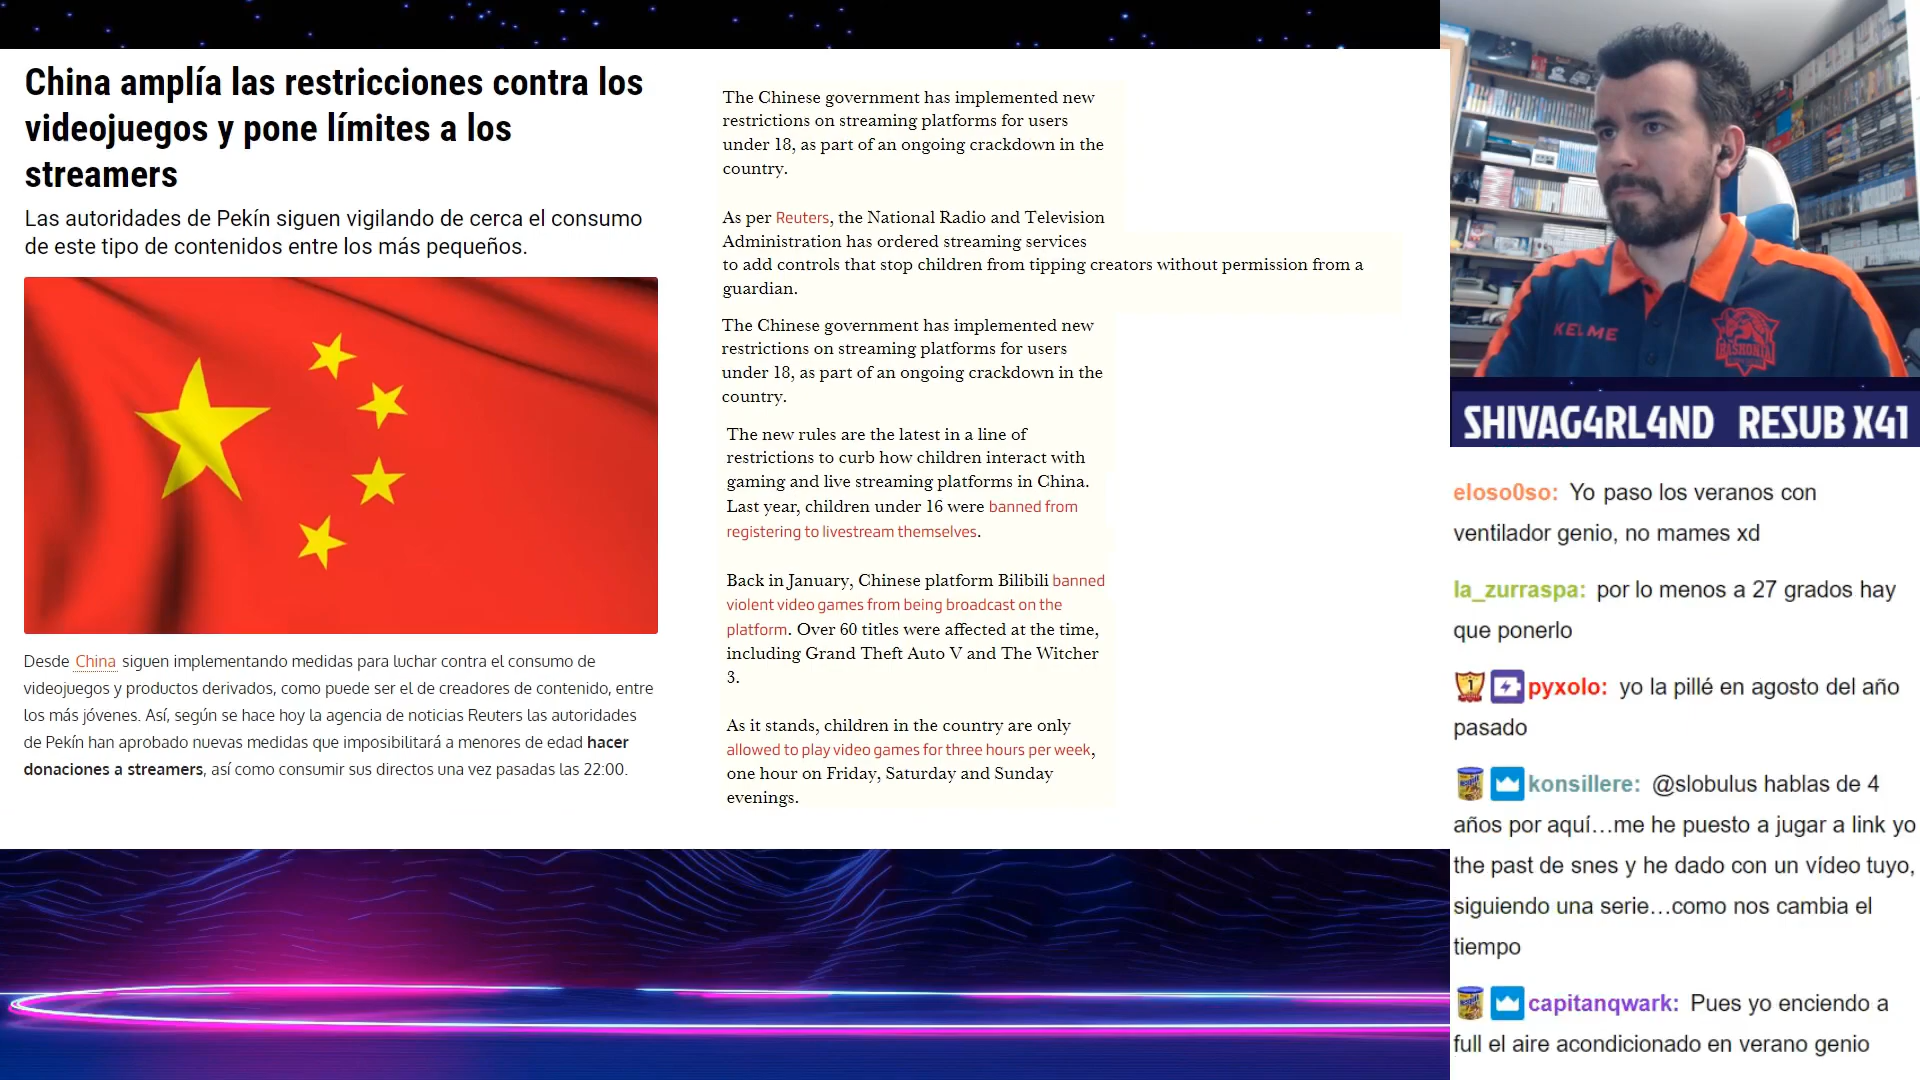 China amplía las restricciones contra los
videojuegos y pone límites a los
streamers
Las autoridades de Pekín siguen vigilando de cerca el consumo
de este tipo de contenidos entre los más pequeños.
Desde China siguen implementando medidas para luchar contra el consumo de
videojuegos y productos derivados, como puede ser el de creadores de contenido, entre
los más jóvenes. Así, según se hace hoy la agencia de noticias Reuters las autoridades
de Pekín han aprobado nuevas medidas que imposibilitará a menores de edad hacer
donaciones a streamers, así como consumir sus directos una vez pasadas las 22:00.
The Chinese government has implemented new
restrictions on streaming platforms for users
under 18, as part of an ongoing crackdown in the
country.
As per Reuters, the National Radio and Television
Administration has ordered streaming services
to add controls that stop children from tipping creators without permission from a
guardian.
The Chinese government has implemented new
restrictions on streaming platforms for users
under 18, as part of an ongoing crackdown in the
country.
The new rules are the latest in a line of
restrictions to curb how children interact with
gaming and live streaming platforms in China.
Last year, children under 16 were banned from
registering to livestream themselves.
Back in January, Chinese platform Bilibili banned
violent video games from being broadcast on the
platform. Over 60 titles were affected at the time,
including Grand Theft Auto V and The Witcher
3.
As it stands, children in the country are only
allowed to play video games for three hours per week,
one hour on Friday, Saturday and Sunday
evenings.
KELME
BASKONIA
SHIVAG4RL4ND RESUB X41
eloso0so: Yo paso los veranos con
ventilador genio, no mames xd
la_zurraspa: por lo menos a 27 grados hay
que ponerlo
1 pyxolo: yo la pillé en agosto del año
pasado
konsillere: @slobulus hablas de 4
años por aquí…me he puesto a jugar a link yo
the past de snes y he dado con un vídeo tuyo,
siguiendo una serie…como nos cambia el
tiempo
capitanqwark: Pues yo enciendo a
full el aire acondicionado en verano genio